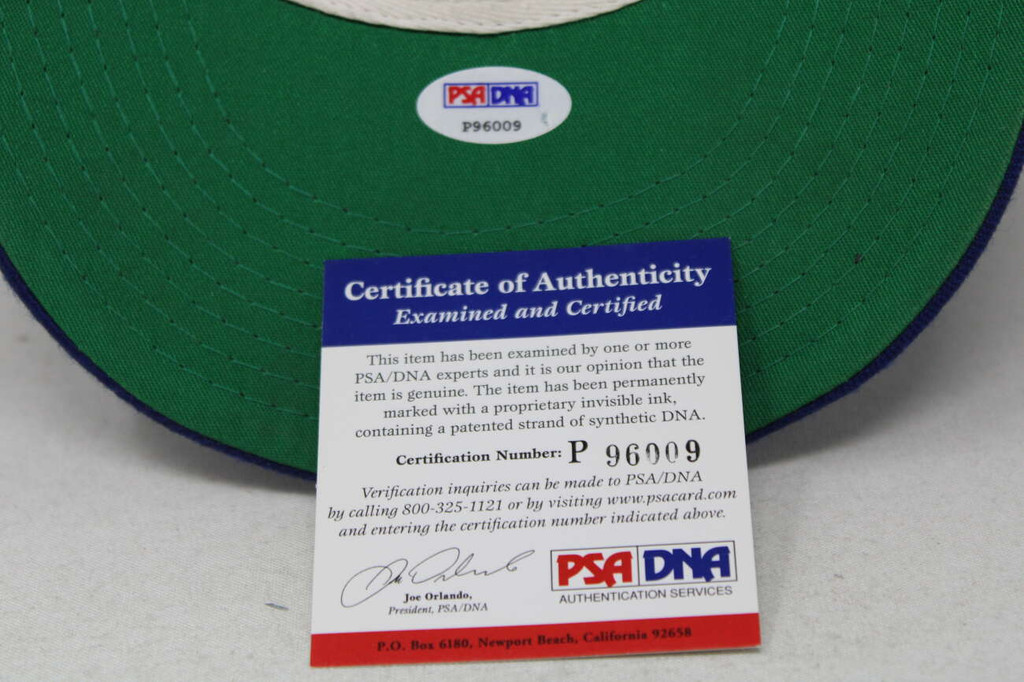 PSA DNA
P96009
Certificate of Authenticity
Examined and Certified
This item has been examined by one or more
PSA/DNA experts and it is our opinion that the
item is genuine. The item has been permanently
marked with a proprietary invisible ink,
containing a patented strand of synthetic DNA.
Certification Number: P 96009
Verification inquiries can be made to PSA/DNA
by calling 800-325-1121 or by visiting www.psacard.com
and entering the certification number indicated above.
Joe Orlando,
President, PSA/DNA
PSA DNA
AUTHENTICATION SERVICES
P.O. Box 6180, Newport Beach, California 92658